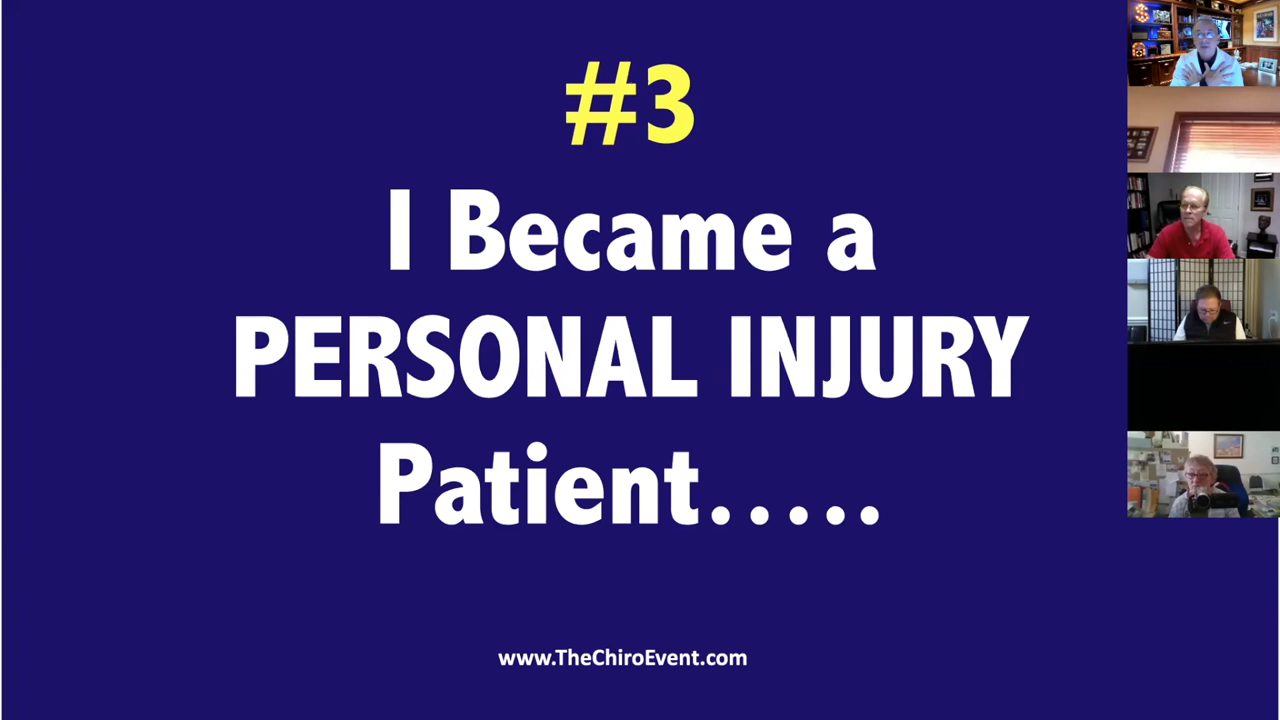 #3
I Became a
PERSONAL INJURY
Patient.....
www.TheChiroEvent.com